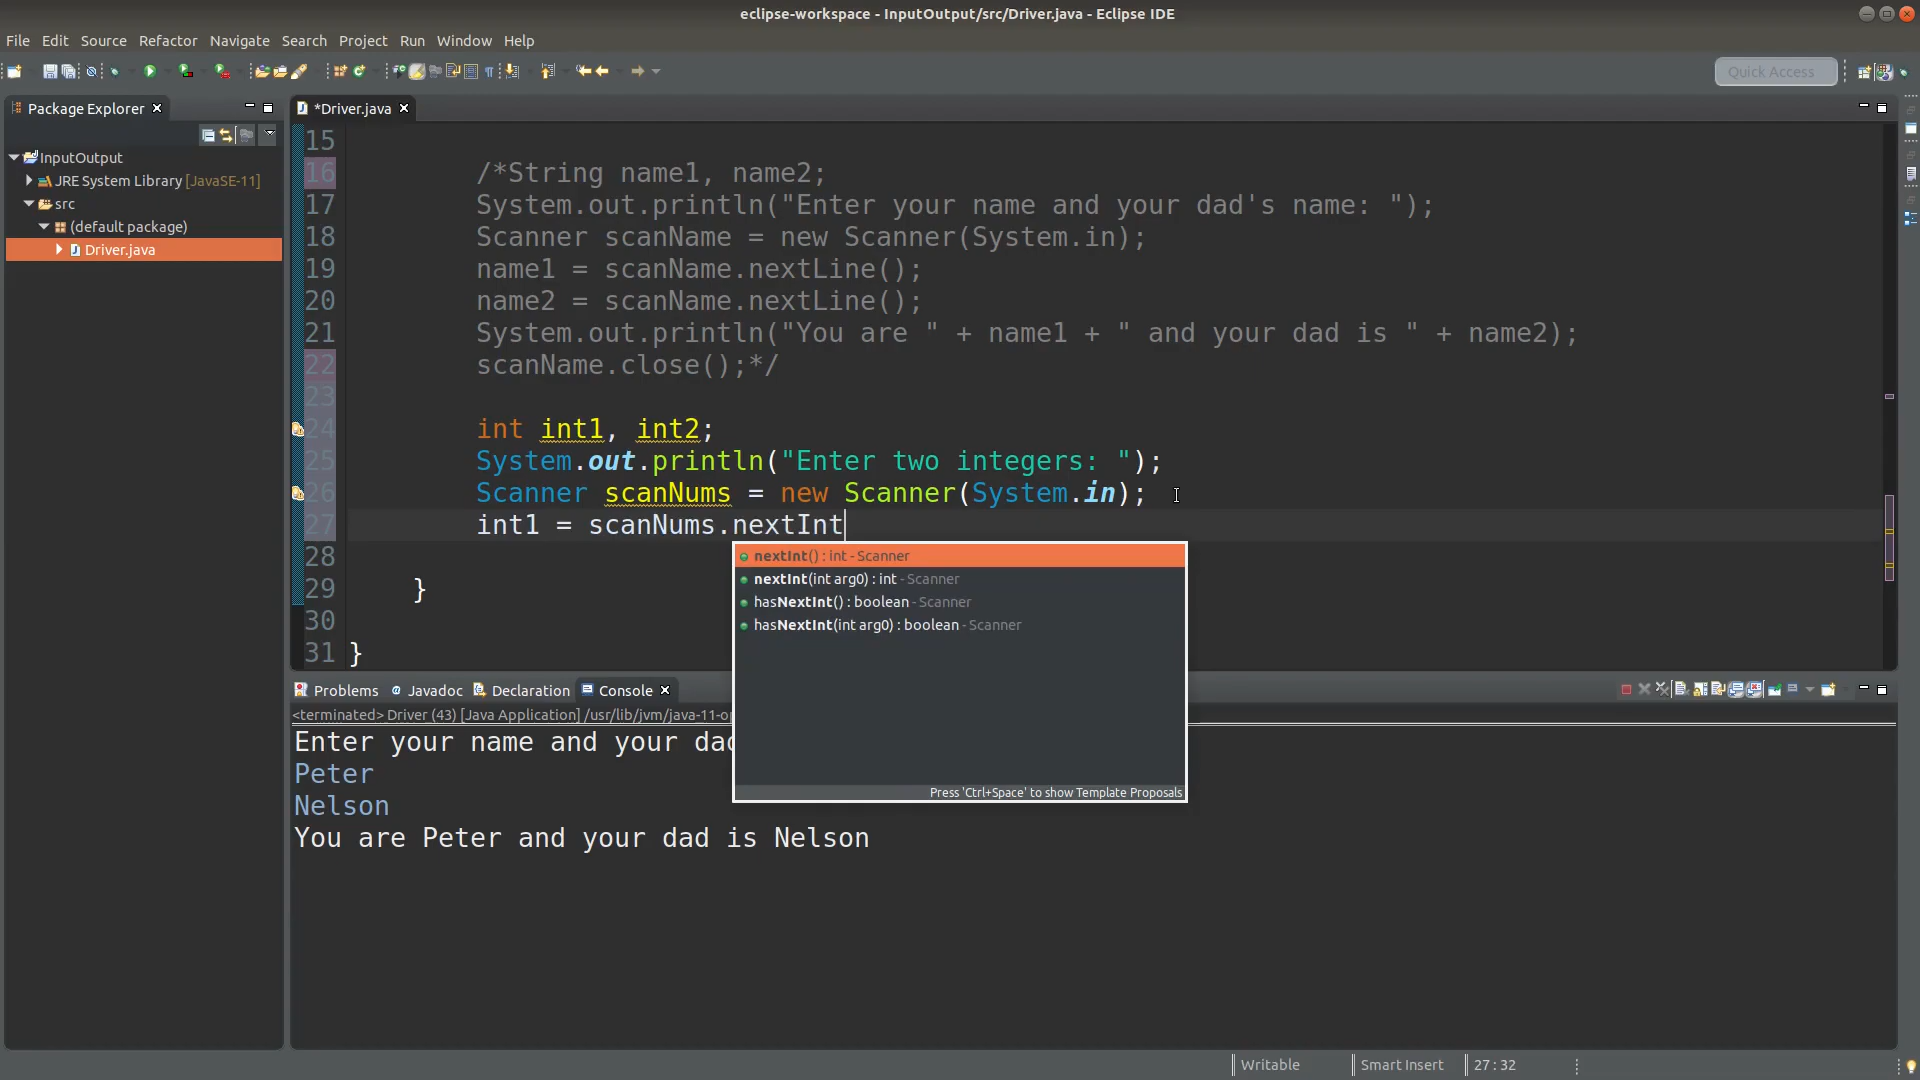 eclipse-workspace - InputOutput/src/Driver.java - Eclipse IDE
File Edit Source Refactor Navigate Search Project Run Window Help
Quick Access
Package Explorer
*Driver.java
InputOutput
JRE System Library [JavaSE-11]
src
(default package)
Driver.java
15
16 /*String name1, name2;
17 System.out.println("Enter your name and your dad's name: ");
18 Scanner scanName = new Scanner(System.in);
19 name1 = scanName.nextLine();
20 name2 = scanName.nextLine();
21 System.out.println("You are " + name1 + " and your dad is " + name2);
22 scanName.close();*/
23
24 int int1, int2;
25 System.out.println("Enter two integers: ");
26 Scanner scanNums = new Scanner(System.in);
27 int1 = scanNums.nextInt
28
29 }
30
31 }
nextInt() : int - Scanner
nextInt(int arg0) : int - Scanner
hasNextInt() : boolean - Scanner
hasNextInt(int arg0) : boolean - Scanner
Press 'Ctrl+Space' to show Template Proposals
Problems Javadoc Declaration Console
<terminated> Driver (43) [Java Application] /usr/lib/jvm/java-11-op
Enter your name and your dad
Peter
Nelson
You are Peter and your dad is Nelson
Writable Smart Insert 27 : 32